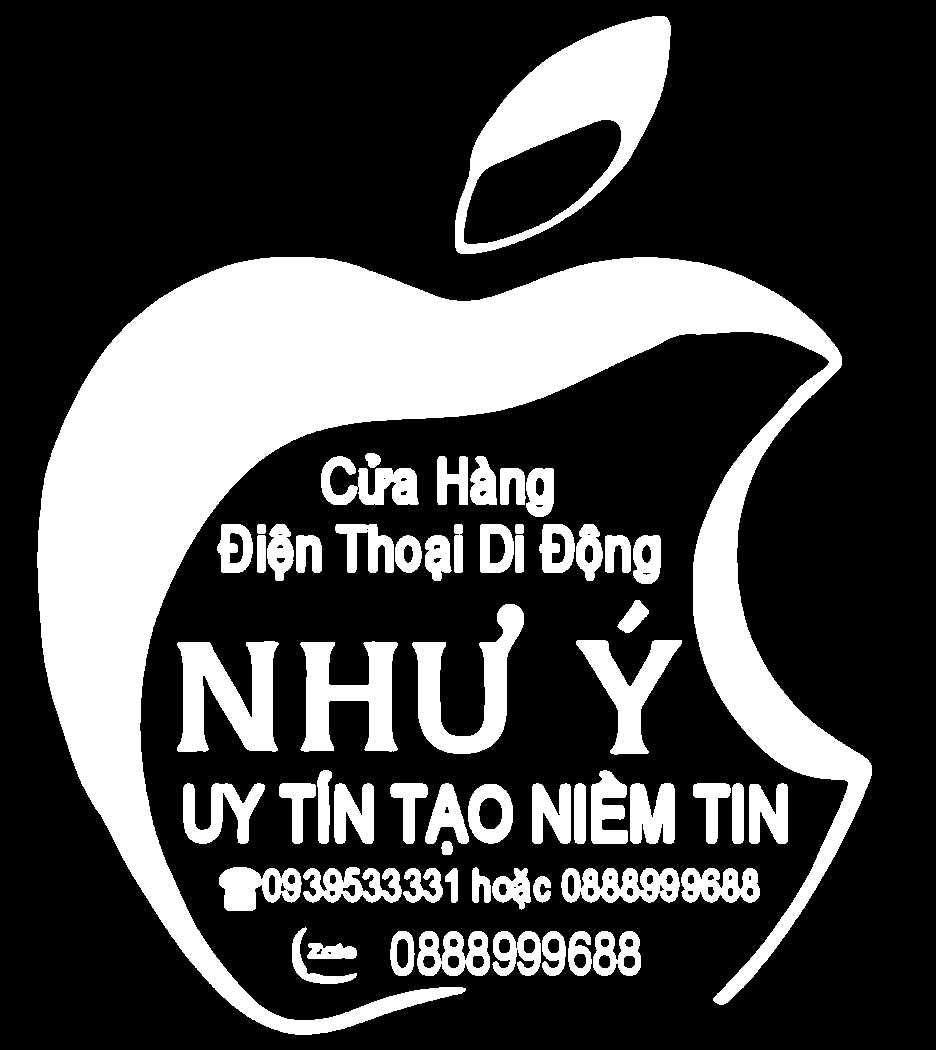 Cửa Hàng
Điện Thoại Di Động
NHƯ Ý
UY TÍN TẠO NIỀM TIN
☎0939533331 hoặc 0888999688
Zalo 0888999688